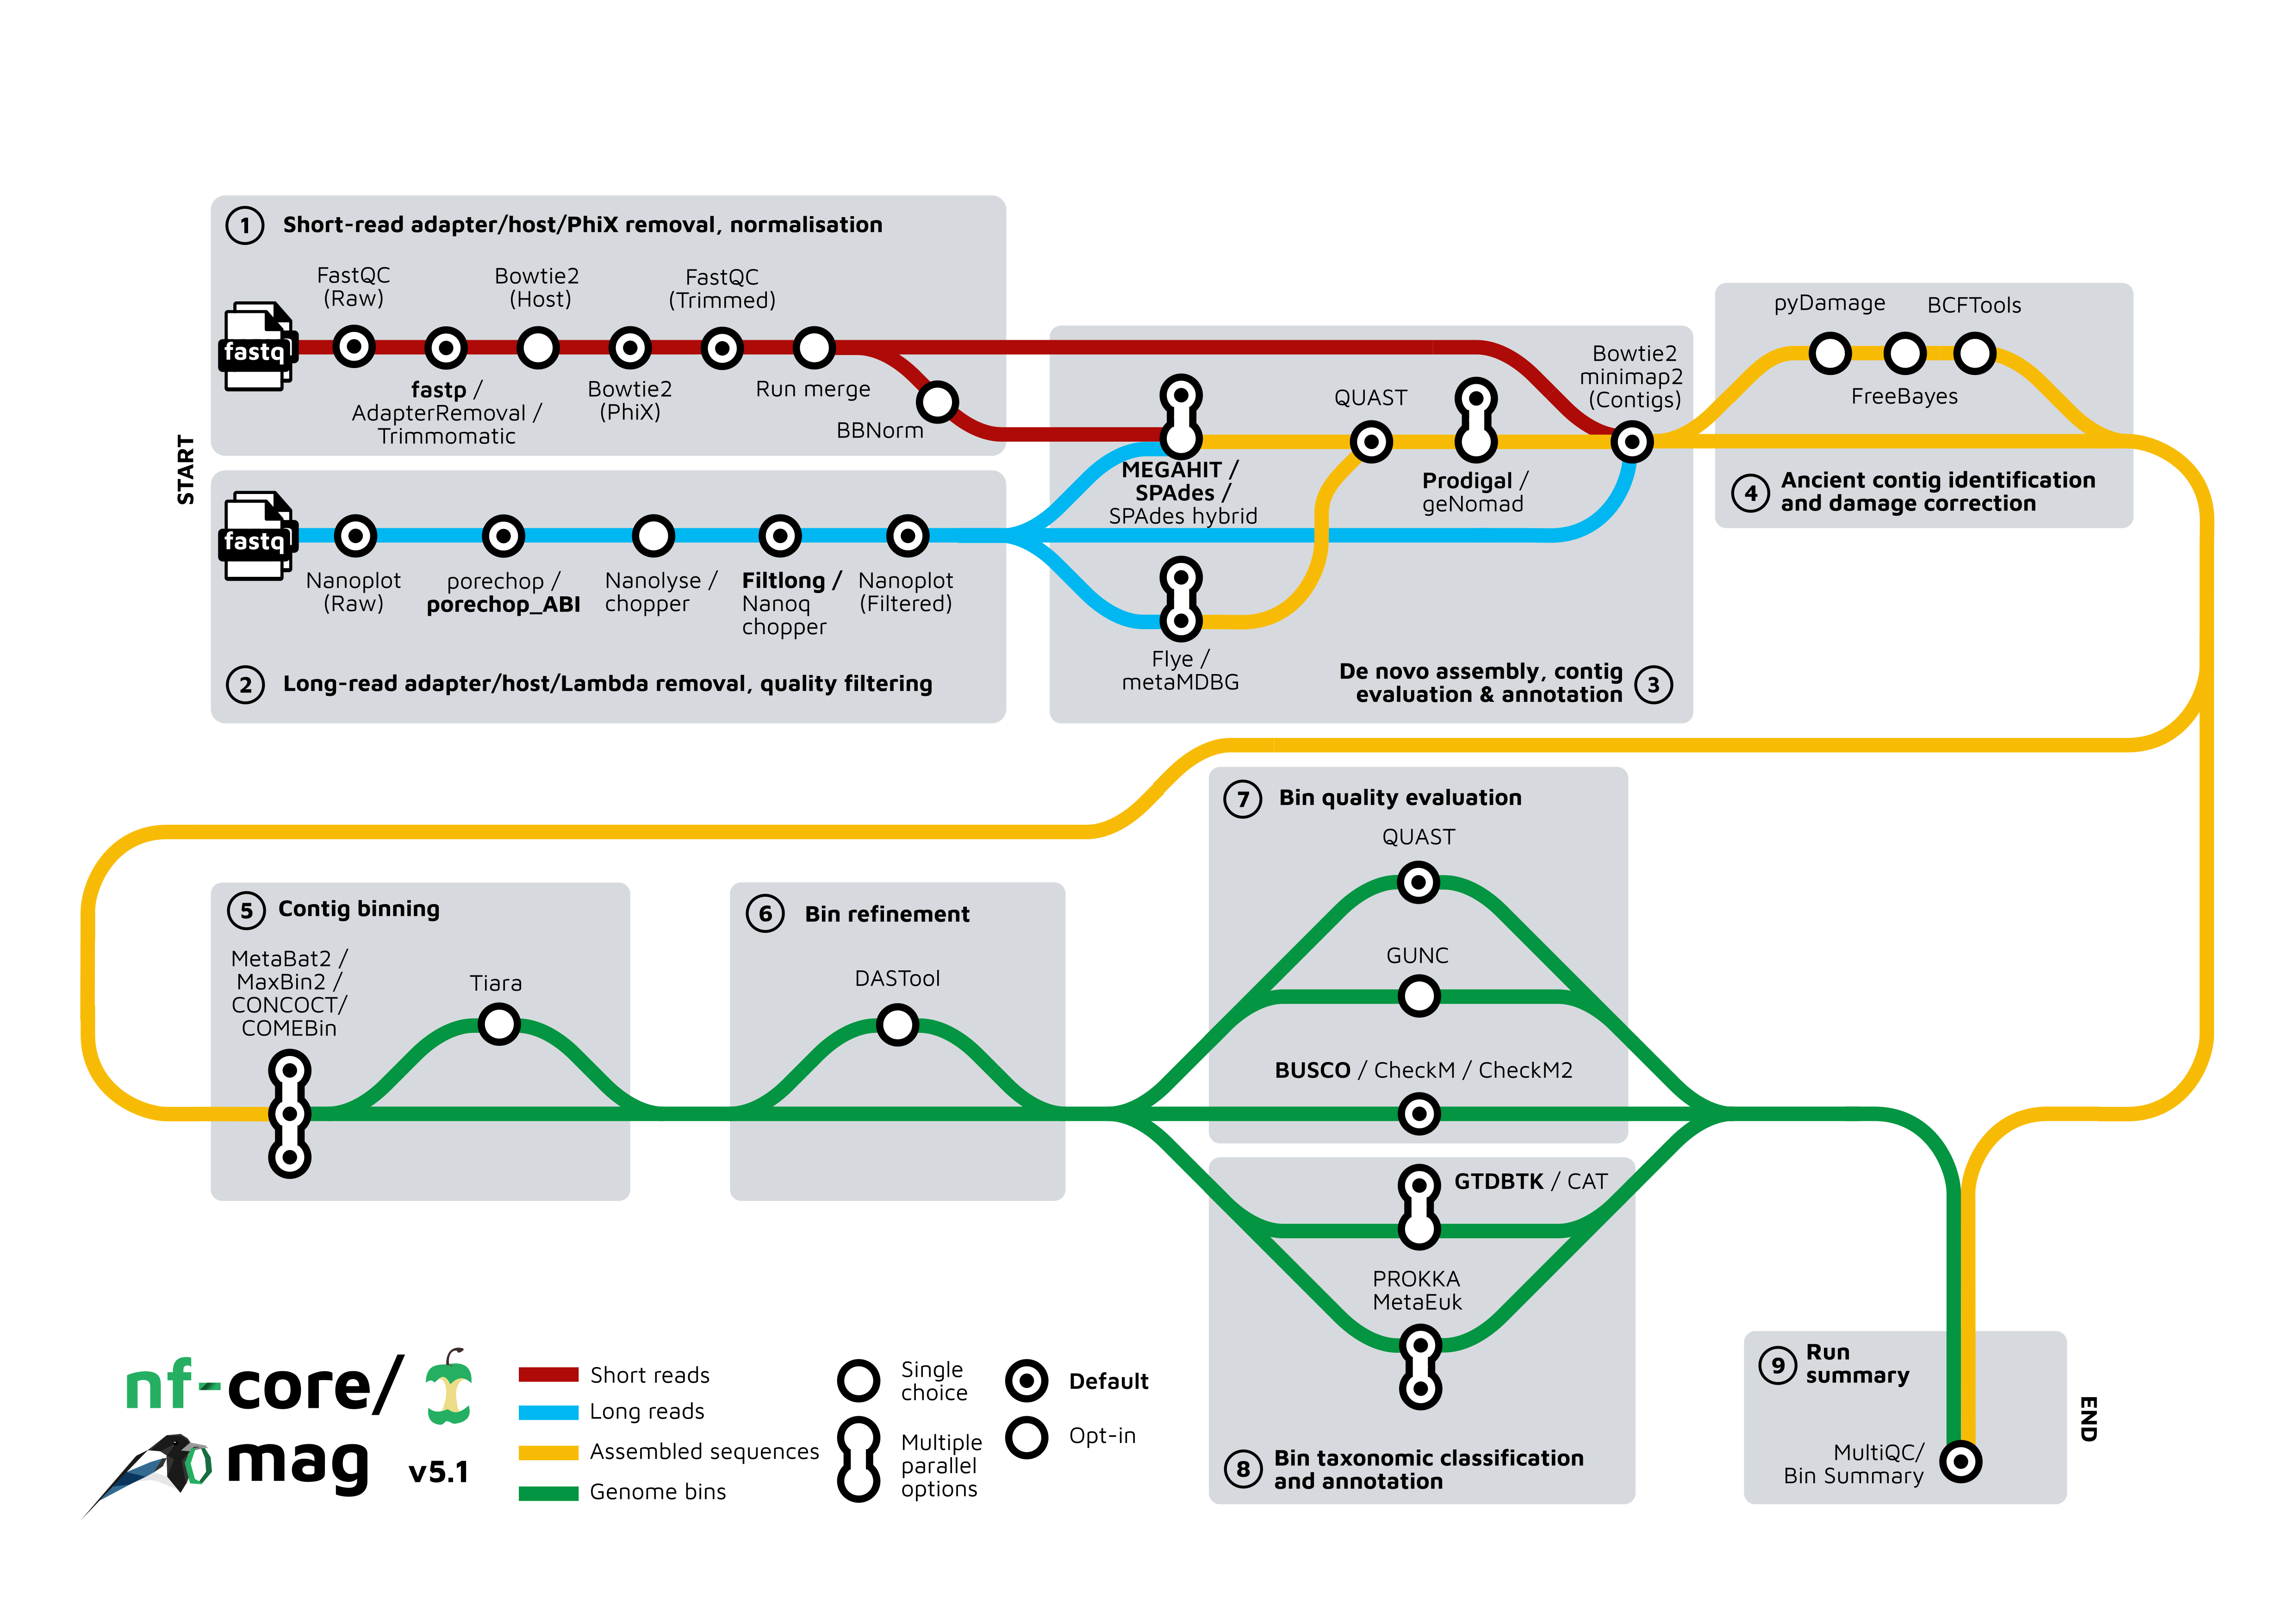 START
1 Short-read adapter/host/PhiX removal, normalisation
fastq
FastQC
(Raw)
fastp /
AdapterRemoval /
Trimmomatic
Bowtie2
(Host)
Bowtie2
(PhiX)
FastQC
(Trimmed)
Run merge
BBNorm
fastq
Nanoplot
(Raw)
porechop /
porechop_ABI
Nanolyse /
chopper
Filtlong /
Nanoq
chopper
Nanoplot
(Filtered)
2 Long-read adapter/host/Lambda removal, quality filtering
MEGAHIT /
SPAdes /
SPAdes hybrid
Flye /
metaMDBG
QUAST
Prodigal /
geNomad
Bowtie2
minimap2
(Contigs)
De novo assembly, contig
evaluation & annotation 3
pyDamage
FreeBayes
BCFTools
4 Ancient contig identification
and damage correction
5 Contig binning
MetaBat2 /
MaxBin2 /
CONCOCT/
COMEBin
Tiara
6 Bin refinement
DASTool
7 Bin quality evaluation
QUAST
GUNC
BUSCO / CheckM / CheckM2
GTDBTK / CAT
PROKKA
MetaEuk
8 Bin taxonomic classification
and annotation
9 Run
summary
MultiQC/
Bin Summary
END
nf-core/
mag v5.1
Short reads
Long reads
Assembled sequences
Genome bins
Single
choice
Multiple
parallel
options
Default
Opt-in